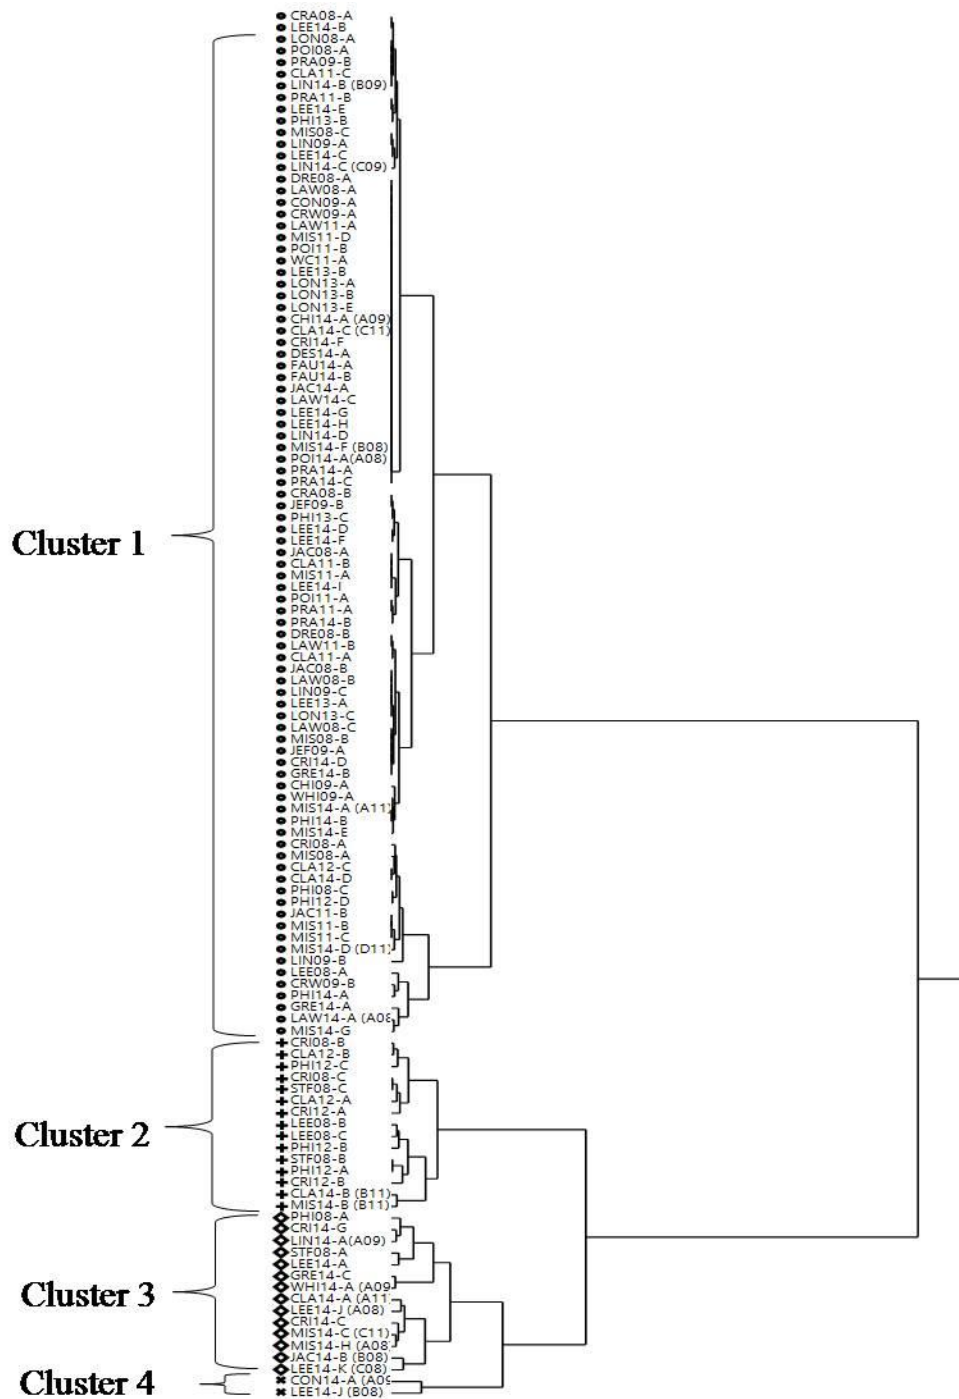 CRA08-A
LEE14-B
LON08-A
POI08-A
PRA09-B
CLA11-C
LIN14-B (B09)
PRA11-B
LEE14-E
PHI13-B
MIS08-C
LIN09-A
LEE14-C
LIN14-C (C09)
DRE08-A
LAW08-A
CON09-A
CRW09-A
LAW11-A
MIS11-D
POI11-B
WC11-A
LEE13-B
LON13-A
LON13-B
LON13-E
CHI14-A (A09)
CLA14-C (C11)
CRI14-F
DES14-A
FAU14-A
FAU14-B
JAC14-A
LAW14-C
LEE14-G
LEE14-H
LIN14-D
MIS14-F (B08)
POI14-A(A08)
PRA14-A
PRA14-C
CRA08-B
JEF09-B
PHI13-C
LEE14-D
Cluster 1
LEE14-F
JAC08-A
CLA11-B
MIS11-A
LEE14-I
POI11-A
PRA11-A
PRA14-B
DRE08-B
LAW11-B
CLA11-A
JAC08-B
LAW08-B
LIN09-C
LEE13-A
LON13-C
LAW08-C
MIS08-B
JEF09-A
CRI14-D
GRE14-B
CHI09-A
WHI09-A
MIS14-A (A11)
PHI14-B
MIS14-E
CRI08-A
MIS08-A
CLA12-C
CLA14-D
PHI08-C
PHI12-D
JAC11-B
MIS11-B
MIS11-C
MIS14-D (D11)
LIN09-B
LEE08-A
CRW09-B
PHI14-A
GRE14-A
LAW14-A (A08
MIS14-G
CRI08-B
CLA12-B
PHI12-C
CRI08-C
STF08-C
CLA12-A
CRI12-A
LEE08-B
Cluster 2
LEE08-C
PHI12-B
STF08-B
PHI12-A
CRI12-B
CLA14-B (B11)
MIS14-B (B11)
PHI08-A
CRI14-G
LIN14-A(A09)
STF08-A
LEE14-A
GRE14-C
WHI14-A (A09
Cluster 3
CLA14-A (A11)
LEE14-J (A08)
CRI14-C
MIS14-C (C11)
MIS14-H (A08)
JAC14-B (B08)
LEE14-K (C08)
Cluster 4
CON14-A (A09
LEE14-J (B08)